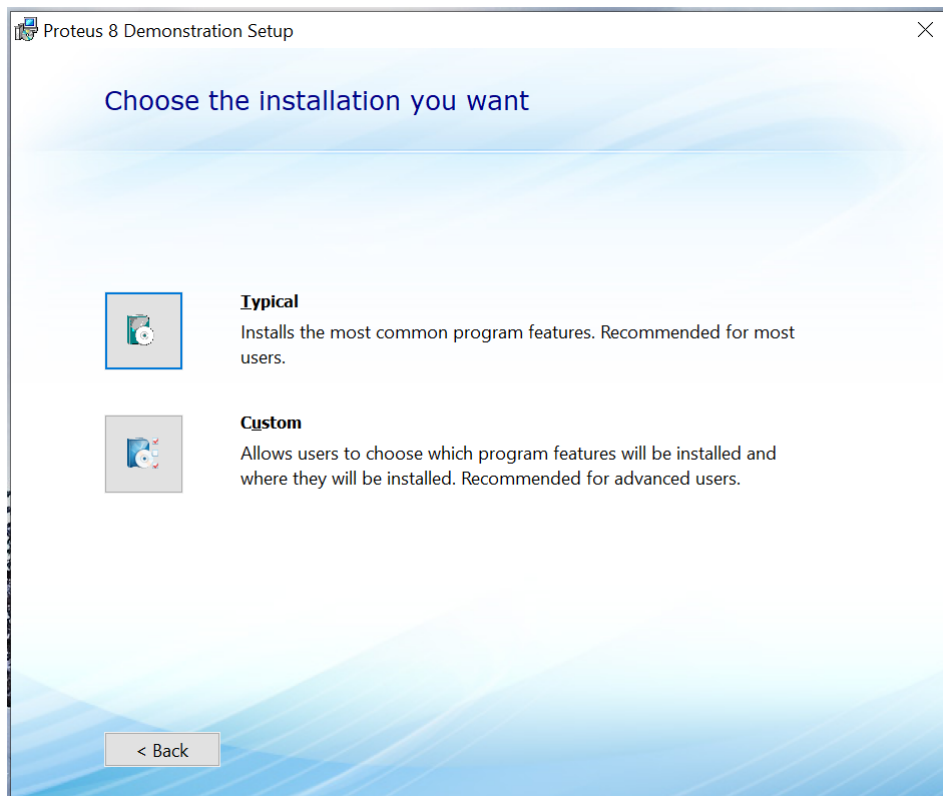 Proteus 8 Demonstration Setup
Choose the installation you want
Typical
Installs the most common program features. Recommended for most
users.
Custom
Allows users to choose which program features will be installed and
where they will be installed. Recommended for advanced users.
< Back